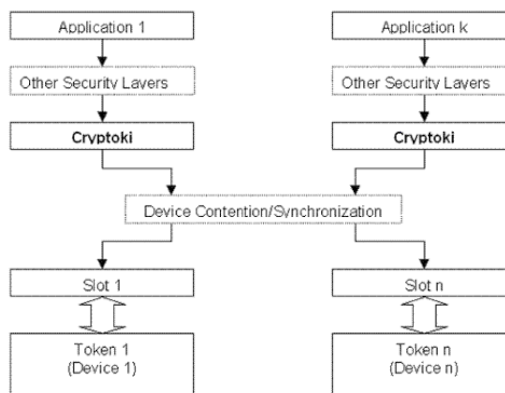 Application 1
Application k
Other Security Layers
Other Security Layers
Cryptoki
Cryptoki
Device Contention/Synchronization
Slot 1
Slot n
Token 1
(Device 1)
Token n
(Device n)